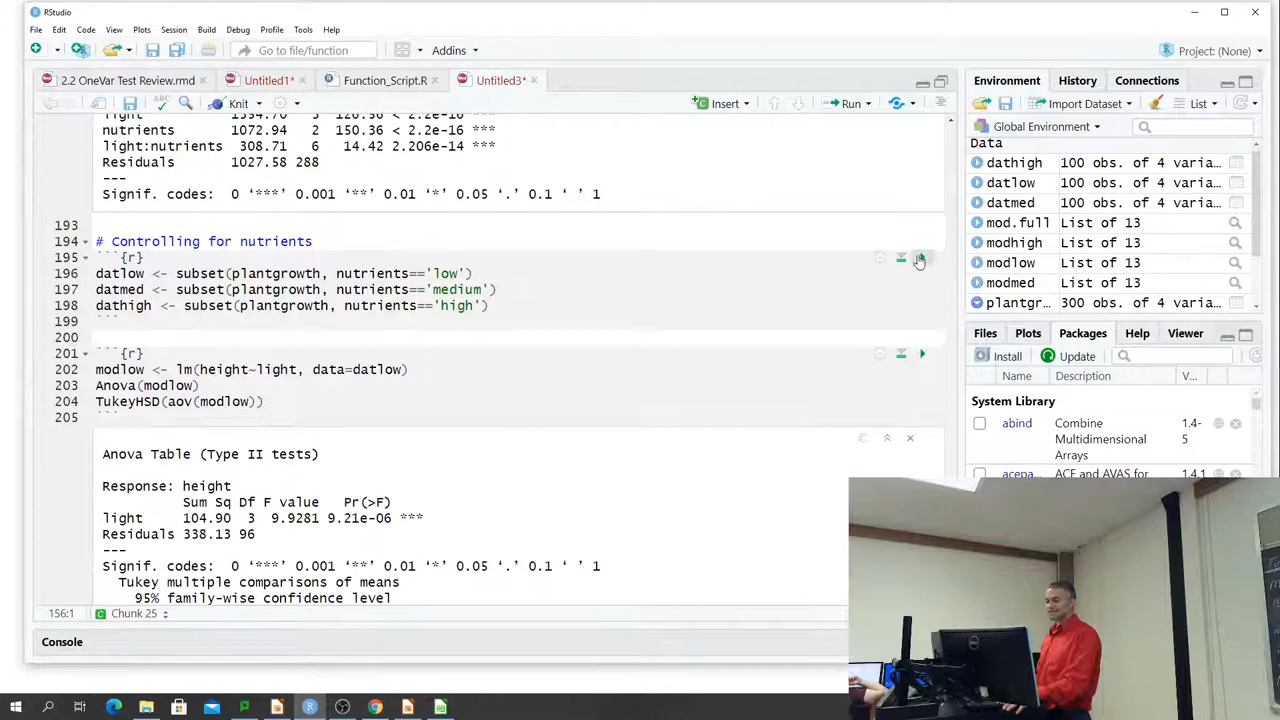 RStudio
File Edit Code View Plots Session Build Debug Profile Tools Help
Go to file/function Addins Project: (None)
2.2 OneVar Test Review.rmd Untitled1* Function_Script.R Untitled3*
Knit Insert Run
nutrients 1072.94 2 150.36 < 2.2e-16 ***
light:nutrients 308.71 6 14.42 2.206e-14 ***
Residuals 1027.58 288
---
Signif. codes: 0 ‘***’ 0.001 ‘**’ 0.01 ‘*’ 0.05 ‘.’ 0.1 ‘ ’ 1
193
194 # Controlling for nutrients
195 ```{r}
196 datlow <- subset(plantgrowth, nutrients=='low')
197 datmed <- subset(plantgrowth, nutrients=='medium')
198 dathigh <- subset(plantgrowth, nutrients=='high')
199 ```
200
201 ```{r}
202 modlow <- lm(height~light, data=datlow)
203 Anova(modlow)
204 TukeyHSD(aov(modlow))
205 ```
Anova Table (Type II tests)
Response: height
Sum Sq Df F value Pr(>F)
light 104.90 3 9.9281 9.21e-06 ***
Residuals 338.13 96
---
Signif. codes: 0 ‘***’ 0.001 ‘**’ 0.01 ‘*’ 0.05 ‘.’ 0.1 ‘ ’ 1
Tukey multiple comparisons of means
95% family-wise confidence level
156:1 Chunk 25
Console
Environment History Connections
Import Dataset List
Global Environment
Data
dathigh 100 obs. of 4 varia…
datlow 100 obs. of 4 varia…
datmed 100 obs. of 4 varia…
mod.full List of 13
modhigh List of 13
modlow List of 13
modmed List of 13
plantgr… 300 obs. of 4 varia…
Files Plots Packages Help Viewer
Install Update
Name Description V…
System Library
abind Combine Multidimensional Arrays 1.4-5
acepa… ACE and AVAS for 1.4.1